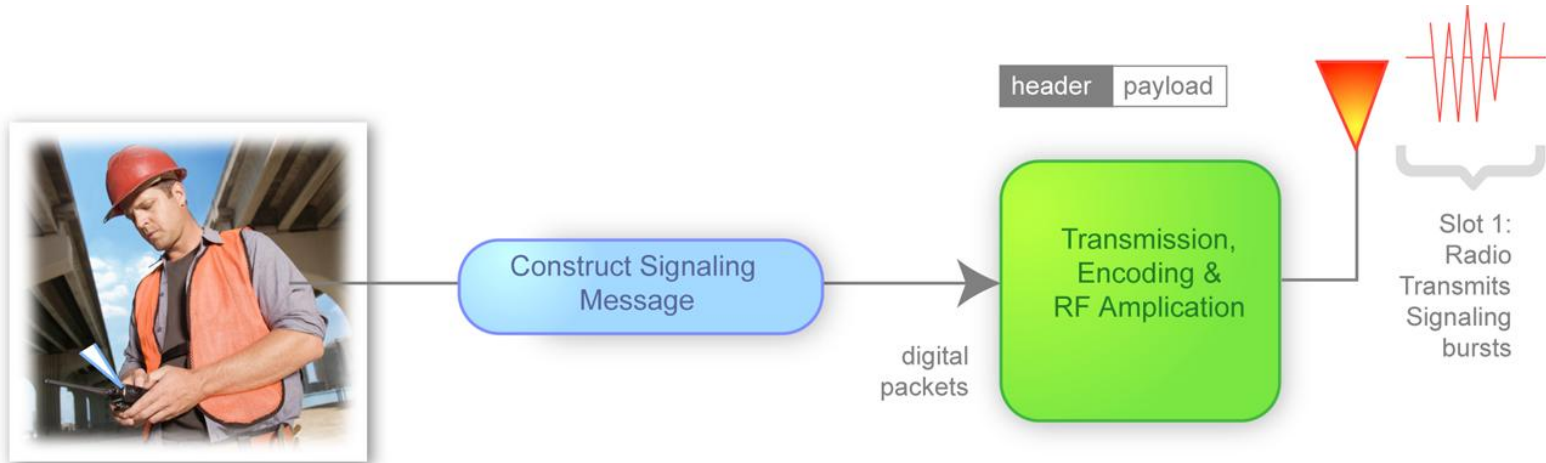 header payload
Construct Signaling
Message
digital
packets
Transmission,
Encoding &
RF Amplication
Slot 1:
Radio
Transmits
Signaling
bursts